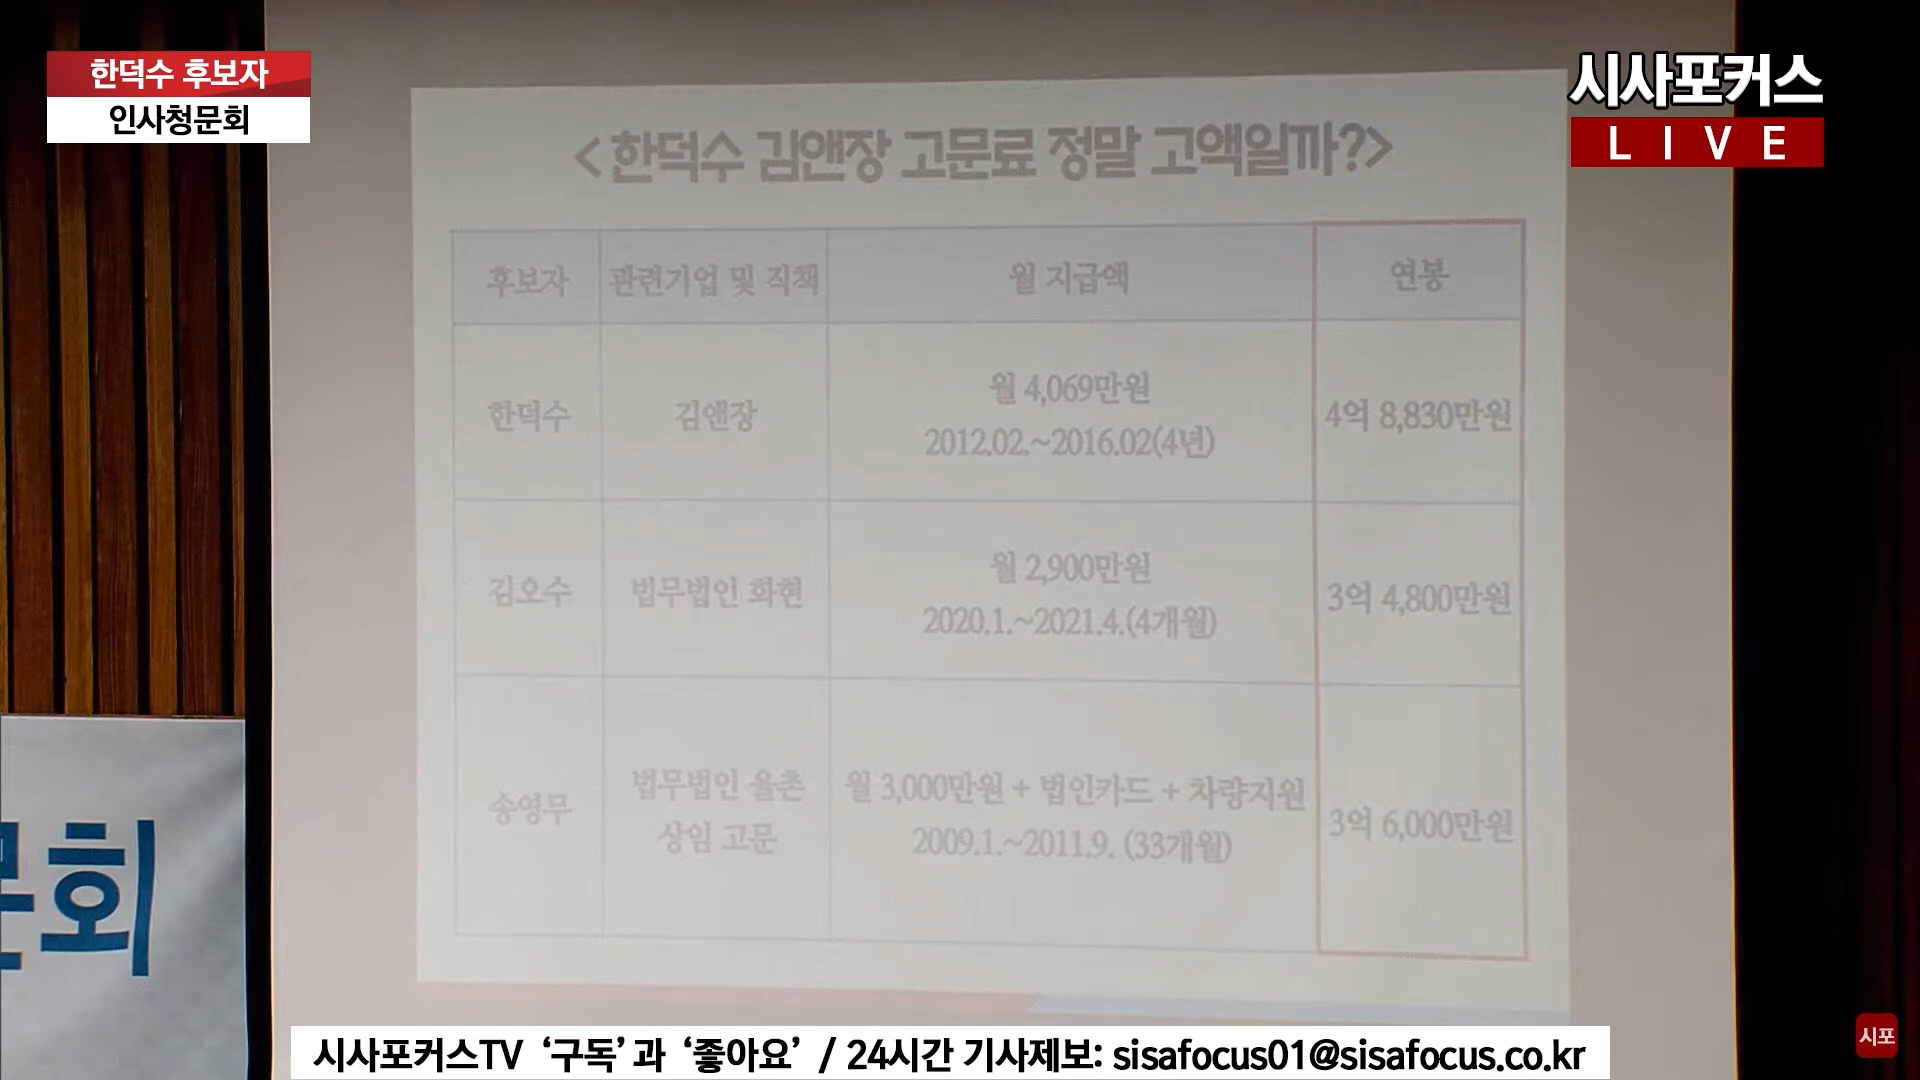 한덕수 후보자
인사청문회
시사포커스
LIVE
<한덕수 김앤장 고문료 정말 고액일까?>
후보자 관련기업 및 직책 월 지급액 연봉
한덕수 김앤장 월 4,069만원 4억 8,830만원
2012.02.~2016.02(4년)
김오수 법무법인 화현 월 2,900만원 3억 4,800만원
2020.1.~2021.4.(4개월)
송영무 법무법인 율촌 월 3,000만원 + 법인카드 + 차량지원 3억 6,000만원
상임 고문 2009.1.~2011.9. (33개월)
문회
시포
시사포커스TV ‘구독’과 ‘좋아요’ / 24시간 기사제보: sisafocus01@sisafocus.co.kr